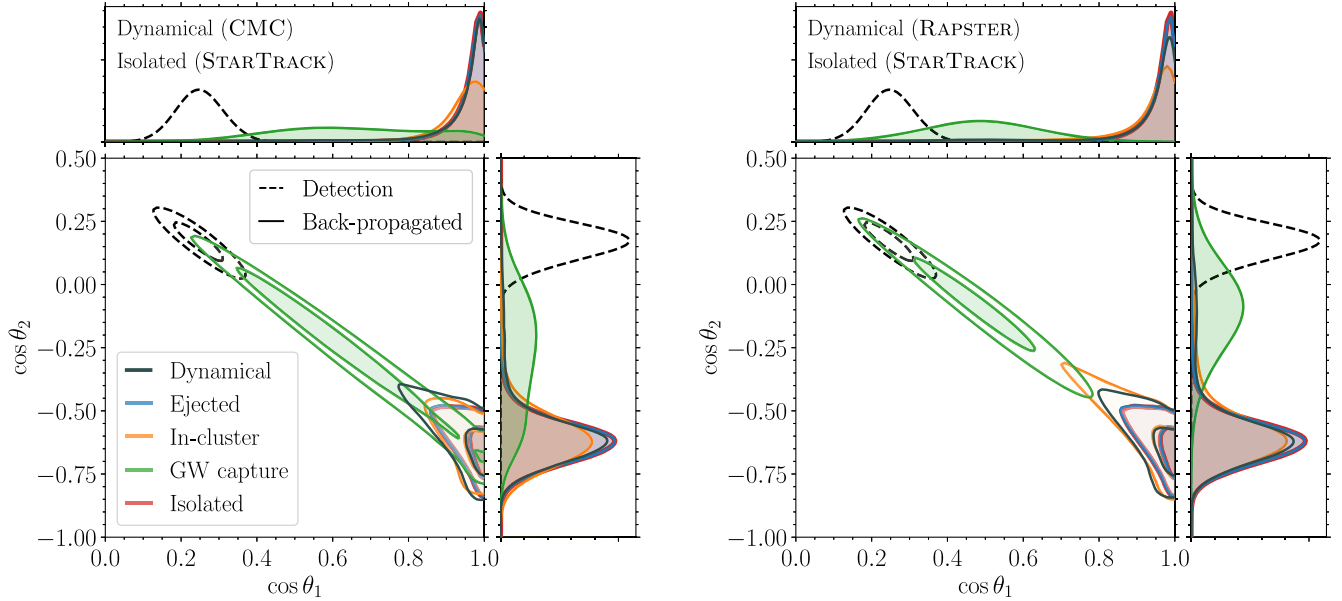 Dynamical (CMC)
Isolated (STARTRACK)
Detection
Back-propagated
0.50
0.25
0.00
−0.25
−0.50
−0.75
−1.00
cos θ₂
Dynamical
Ejected
In-cluster
GW capture
Isolated
0.0 0.2 0.4 0.6 0.8 1.0
cos θ₁
Dynamical (RAPSTER)
Isolated (STARTRACK)
0.50
0.25
0.00
−0.25
−0.50
−0.75
−1.00
cos θ₂
0.0 0.2 0.4 0.6 0.8 1.0
cos θ₁